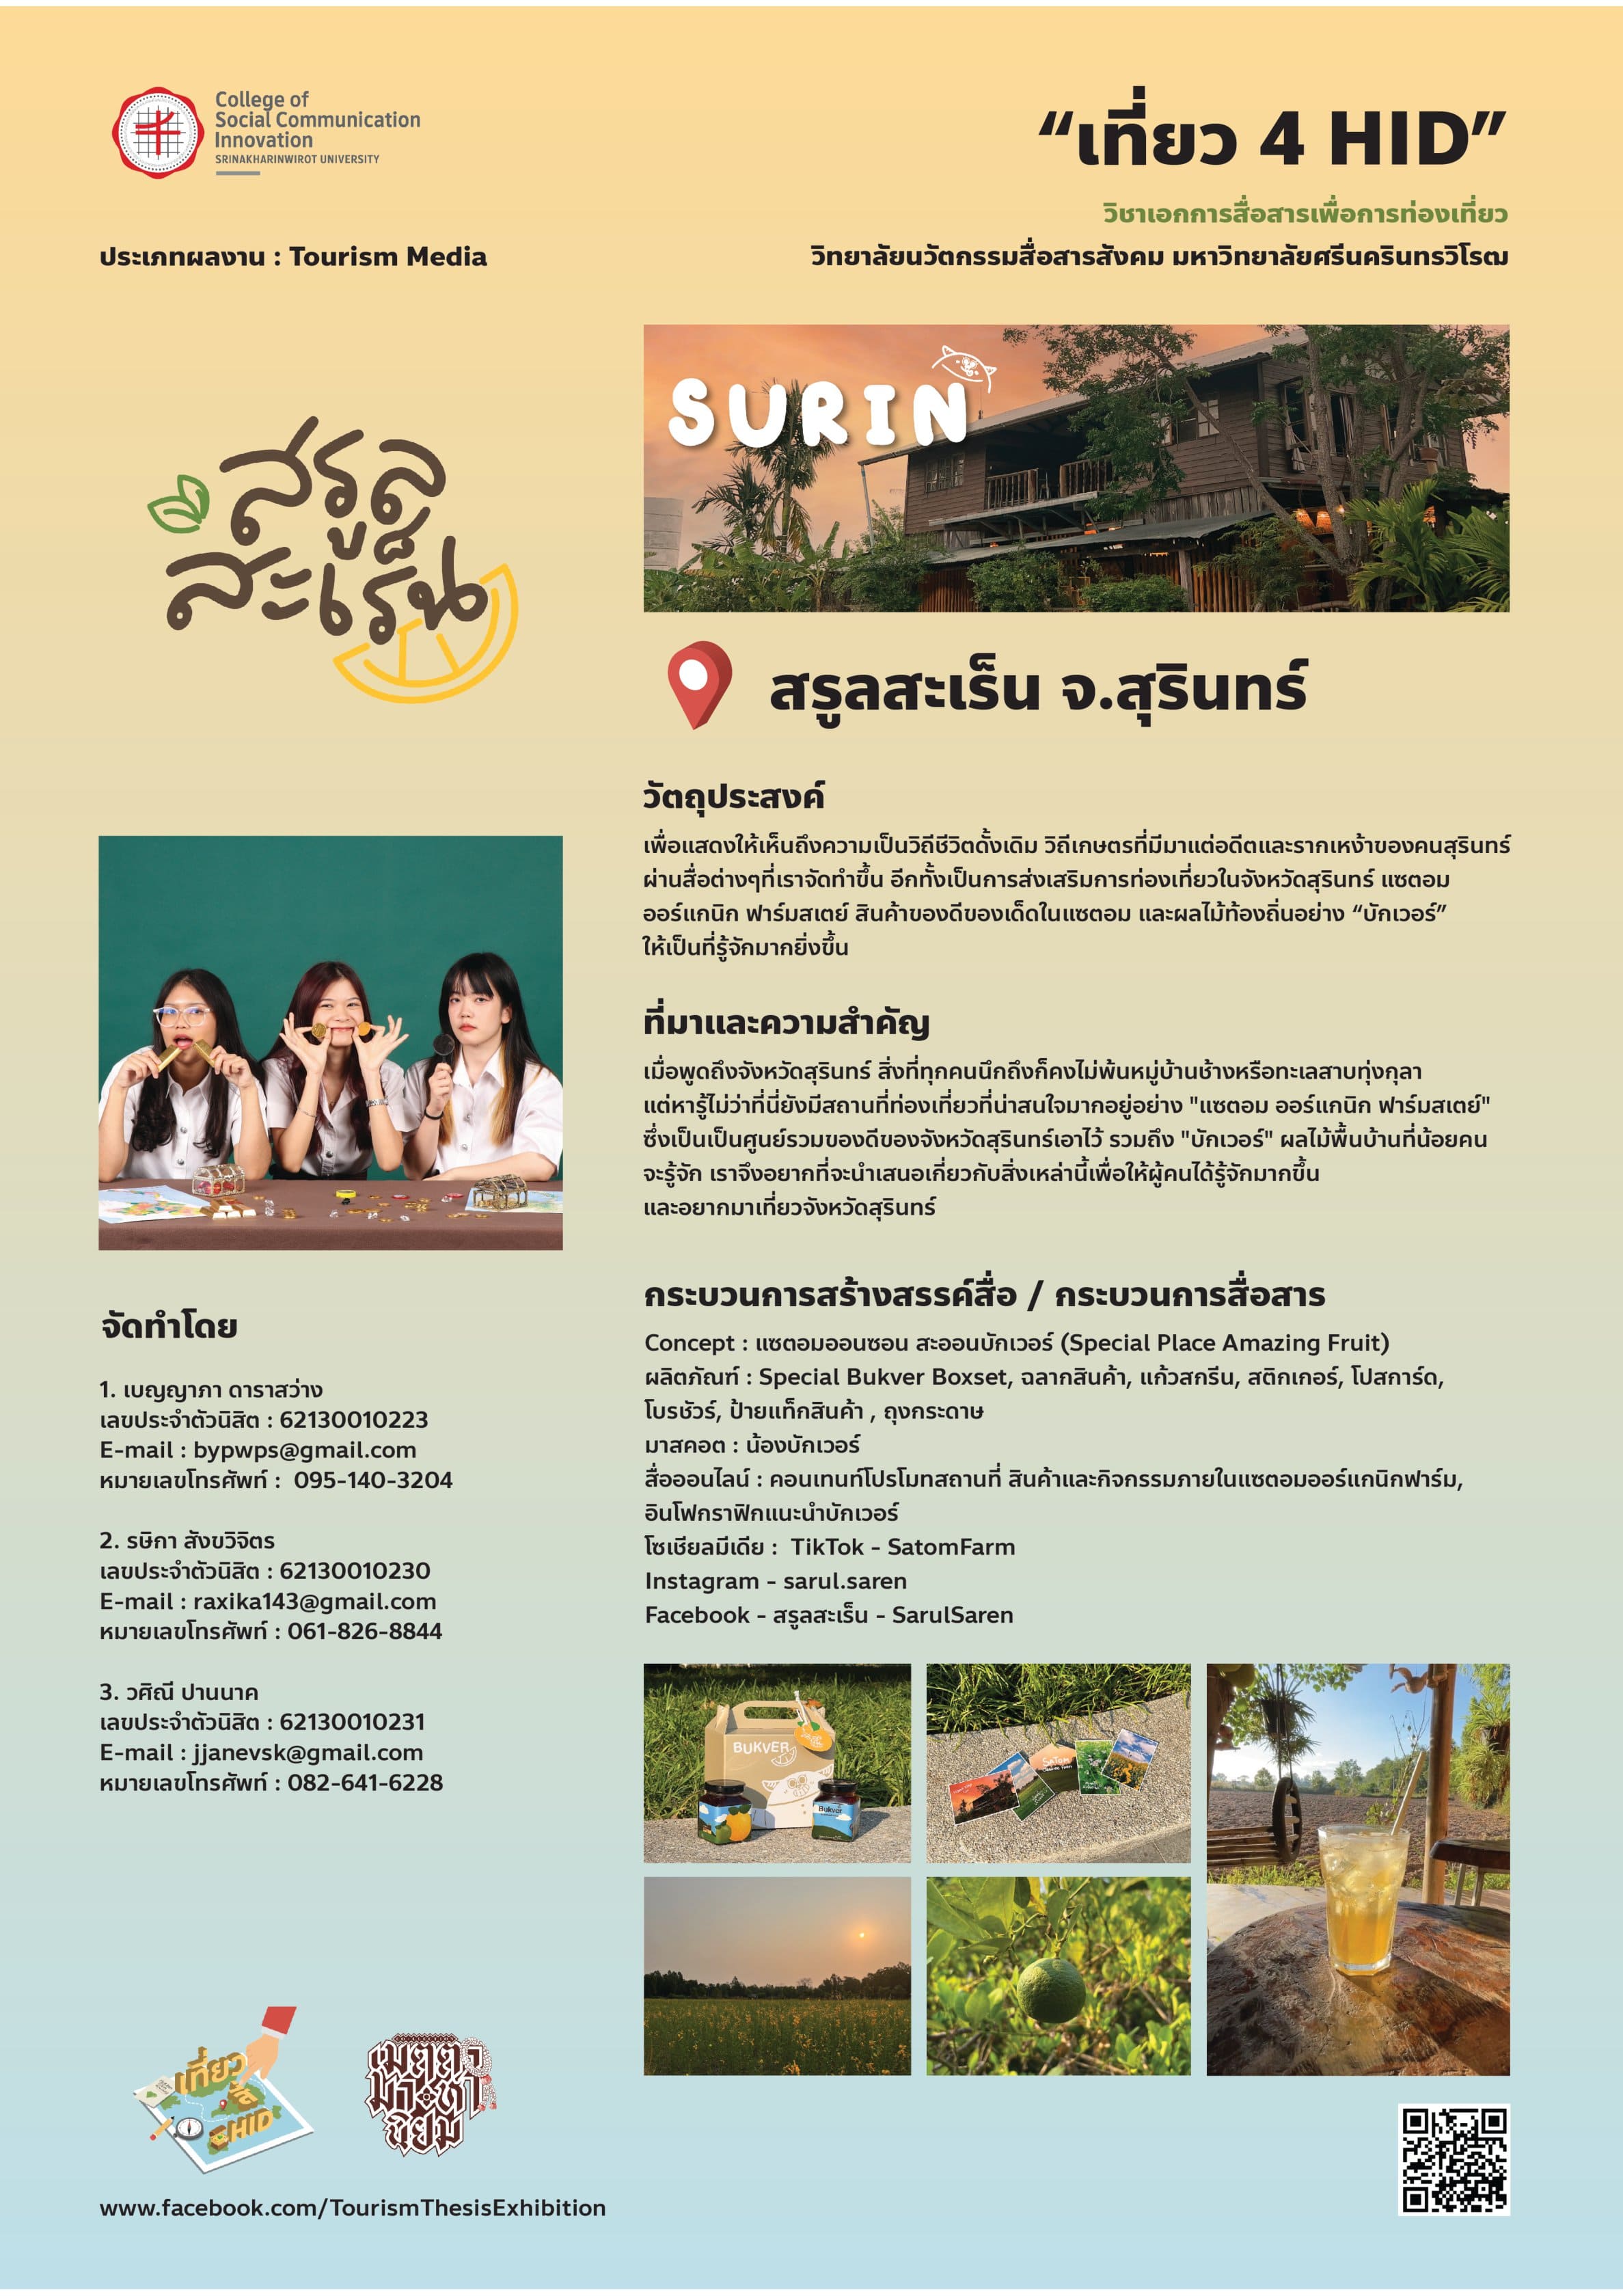 College of
Social Communication
Innovation
SRINAKHARINWIROT UNIVERSITY
“เที่ยว 4 HID”
วิชาเอกการสื่อสารเพื่อการท่องเที่ยว
วิทยาลัยนวัตกรรมสื่อสารสังคม มหาวิทยาลัยศรีนครินทรวิโรฒ
ประเภทผลงาน : Tourism Media
สรูล
สะเร็น
SURIN
สรูลสะเร็น จ.สุรินทร์
วัตถุประสงค์
เพื่อแสดงให้เห็นถึงความเป็นวิถีชีวิตดั้งเดิม วิถีเกษตรที่มีมาแต่อดีตและรากเหง้าของคนสุรินทร์
ผ่านสื่อต่างๆที่เราจัดทำขึ้น อีกทั้งเป็นการส่งเสริมการท่องเที่ยวในจังหวัดสุรินทร์ แซตอม
ออร์แกนิก ฟาร์มสเตย์ สินค้าของดีของเด็ดในแซตอม และผลไม้ท้องถิ่นอย่าง “บักเวอร์”
ให้เป็นที่รู้จักมากยิ่งขึ้น
ที่มาและความสำคัญ
เมื่อพูดถึงจังหวัดสุรินทร์ สิ่งที่ทุกคนนึกถึงก็คงไม่พ้นหมู่บ้านช้างหรือทะเลสาบทุ่งกุลา
แต่หารู้ไม่ว่าที่นี่ยังมีสถานที่ท่องเที่ยวที่น่าสนใจมากอยู่อย่าง "แซตอม ออร์แกนิก ฟาร์มสเตย์"
ซึ่งเป็นเป็นศูนย์รวมของดีของจังหวัดสุรินทร์เอาไว้ รวมถึง "บักเวอร์" ผลไม้พื้นบ้านที่น้อยคน
จะรู้จัก เราจึงอยากที่จะนำเสนอเกี่ยวกับสิ่งเหล่านี้เพื่อให้ผู้คนได้รู้จักมากขึ้น
และอยากมาเที่ยวจังหวัดสุรินทร์
กระบวนการสร้างสรรค์สื่อ / กระบวนการสื่อสาร
Concept : แซตอมออนซอน สะออนบักเวอร์ (Special Place Amazing Fruit)
ผลิตภัณฑ์ : Special Bukver Boxset, ฉลากสินค้า, แก้วสกรีน, สติกเกอร์, โปสการ์ด,
โบรชัวร์, ป้ายแท็กสินค้า , ถุงกระดาษ
มาสคอต : น้องบักเวอร์
สื่อออนไลน์ : คอนเทนท์โปรโมทสถานที่ สินค้าและกิจกรรมภายในแซตอมออร์แกนิกฟาร์ม,
อินโฟกราฟิกแนะนำบักเวอร์
โซเชียลมีเดีย :  TikTok - SatomFarm
Instagram - sarul.saren
Facebook - สรูลสะเร็น - SarulSaren
จัดทำโดย
1. เบญญาภา ดาราสว่าง
เลขประจำตัวนิสิต : 62130010223
E-mail : bypwps@gmail.com
หมายเลขโทรศัพท์ :  095-140-3204
2. รษิกา สังขวิจิตร
เลขประจำตัวนิสิต : 62130010230
E-mail : raxika143@gmail.com
หมายเลขโทรศัพท์ : 061-826-8844
3. วศิณี ปานนาค
เลขประจำตัวนิสิต : 62130010231
E-mail : jjanevsk@gmail.com
หมายเลขโทรศัพท์ : 082-641-6228
BUKVER
Bukver
SaTom
เที่ยว
สี่
HID
www.facebook.com/TourismThesisExhibition